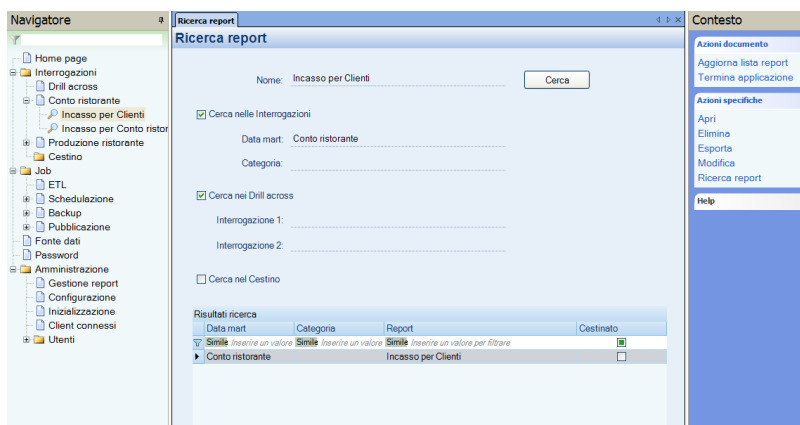 Navigatore
Home page
Interrogazioni
Drill across
Conto ristorante
Incasso per Clienti
Incasso per Conto ristor
Produzione ristorante
Cestino
Job
ETL
Schedulazione
Backup
Pubblicazione
Fonte dati
Password
Amministrazione
Gestione report
Configurazione
Inizializzazione
Client connessi
Utenti
Ricerca report
Ricerca report
Nome: Incasso per Clienti
Cerca
Cerca nelle Interrogazioni
Data mart: Conto ristorante
Categoria:
Cerca nei Drill across
Interrogazione 1:
Interrogazione 2:
Cerca nel Cestino
Risultati ricerca
Data mart Categoria Report Cestinato
Simile Inserire un valore Simile Inserire un valore Simile Inserire un valore per filtrare
Conto ristorante Incasso per Clienti
Contesto
Azioni documento
Aggiorna lista report
Termina applicazione
Azioni specifiche
Apri
Elimina
Esporta
Modifica
Ricerca report
Help